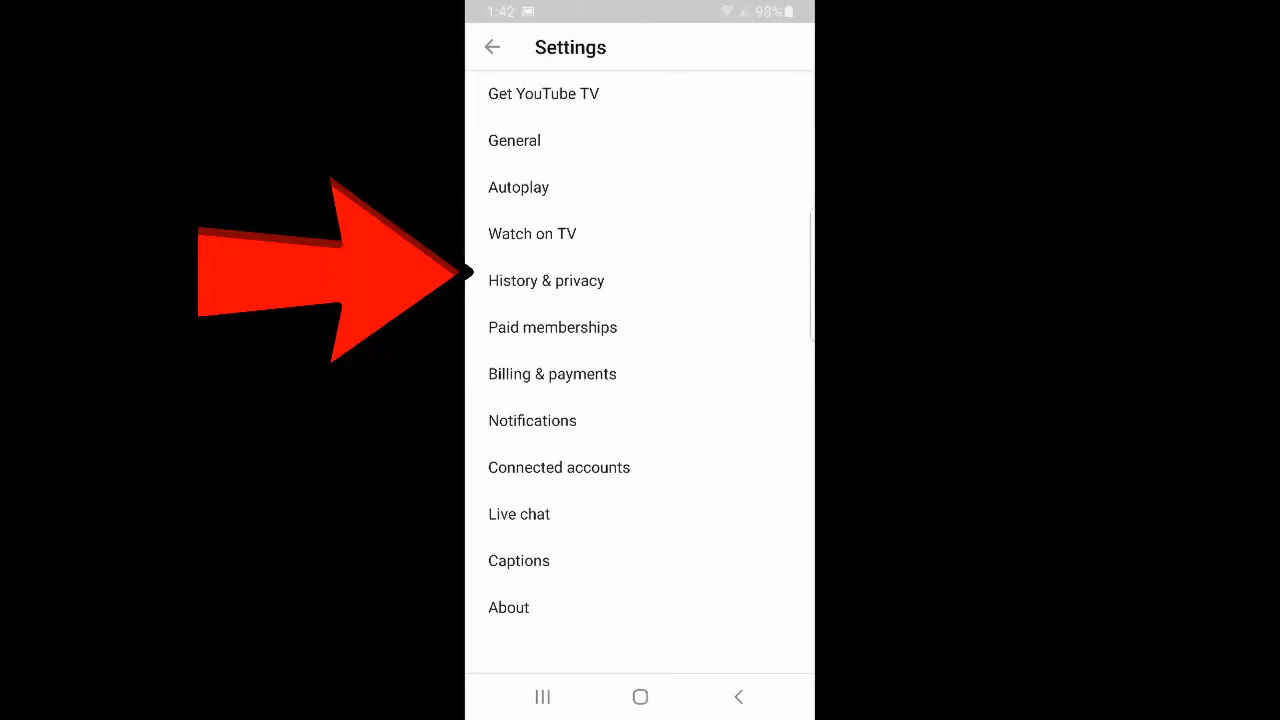 1:42 98%
Settings
Get YouTube TV
General
Autoplay
Watch on TV
History & privacy
Paid memberships
Billing & payments
Notifications
Connected accounts
Live chat
Captions
About